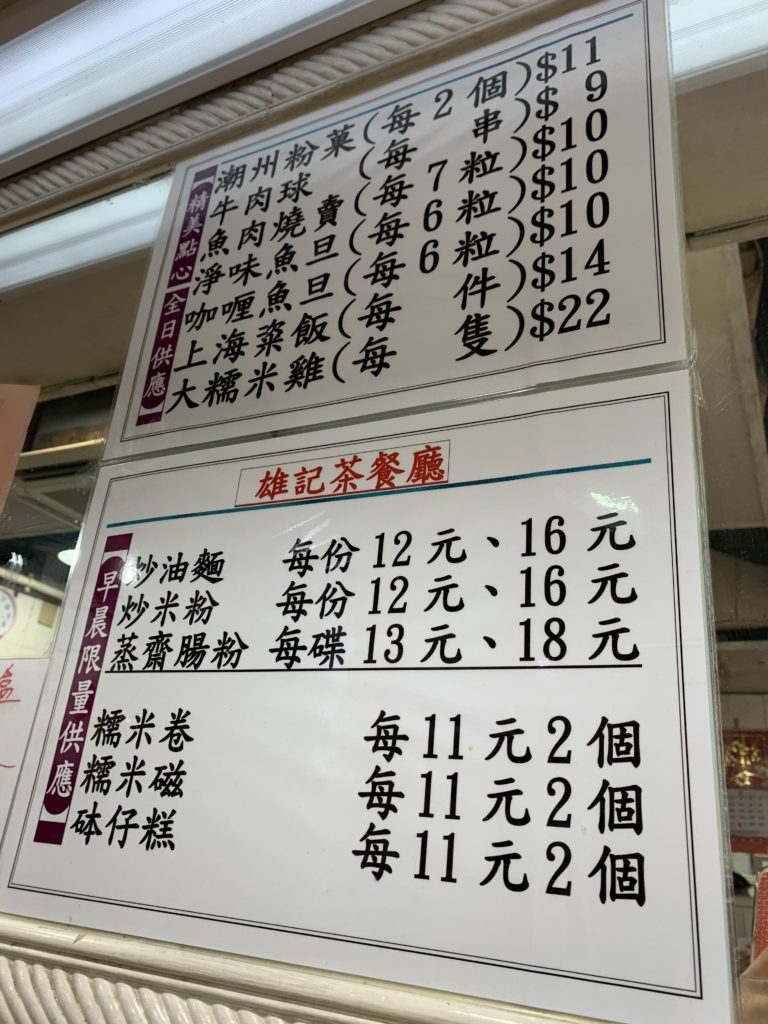 【精美點心】全日供應】
潮州粉菓(每2個)$11
牛肉球(每串)$9
魚肉燒賣(每7粒)$10
淨味魚旦(每6粒)$10
咖喱魚旦(每6粒)$10
上海菜飯(每件)$14
大糯米雞(每隻)$22
雄記茶餐廳
【早晨限量供應】
炒油麵 每份12元、16元
炒米粉 每份12元、16元
蒸齋腸粉 每碟13元、18元
糯米卷 每11元2個
糯米磁 每11元2個
砵仔糕 每11元2個